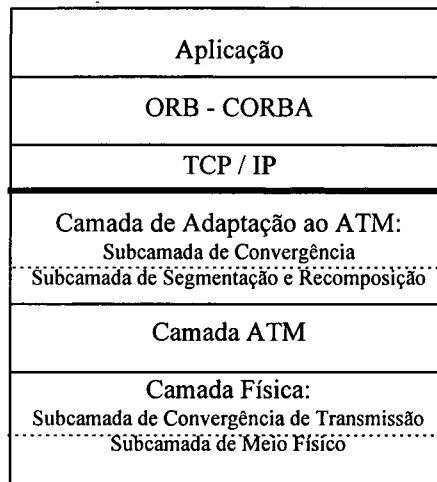 Aplicação
ORB - CORBA
TCP / IP
Camada de Adaptação ao ATM:
Subcamada de Convergência
Subcamada de Segmentação e Recomposição
Camada ATM
Camada Física:
Subcamada de Convergência de Transmissão
Subcamada de Meio Físico